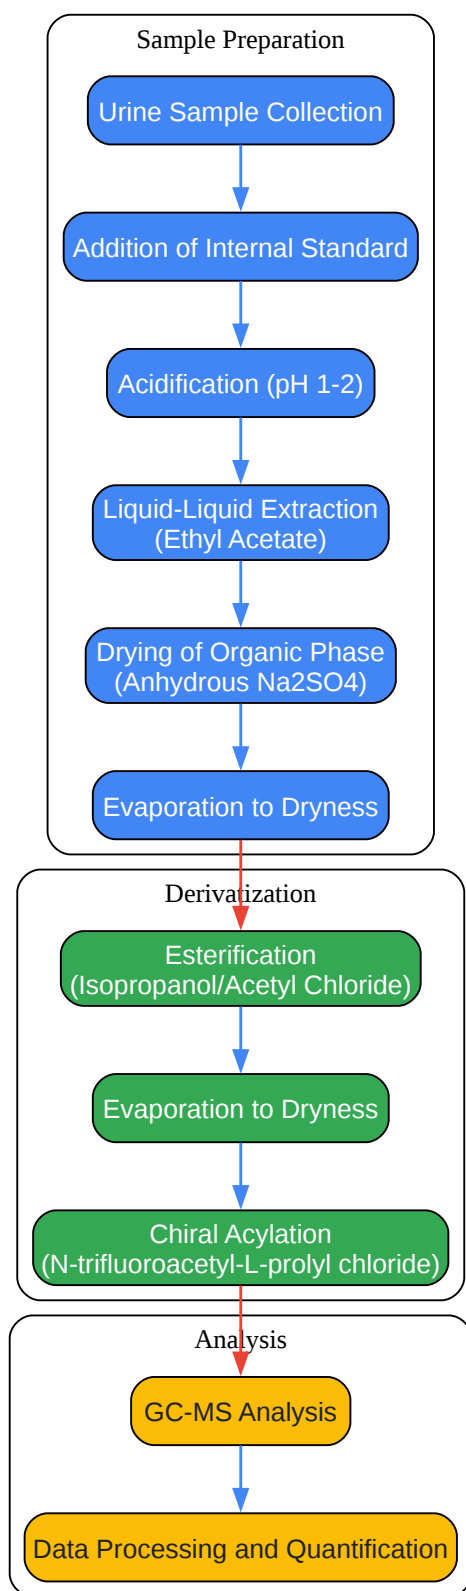 Sample Preparation
Urine Sample Collection
Addition of Internal Standard
Acidification (pH 1-2)
Liquid-Liquid Extraction
(Ethyl Acetate)
Drying of Organic Phase
(Anhydrous Na2SO4)
Evaporation to Dryness
Derivatization
Esterification
(Isopropanol/Acetyl Chloride)
Evaporation to Dryness
Chiral Acylation
(N-trifluoroacetyl-L-prolyl chloride)
Analysis
GC-MS Analysis
Data Processing and Quantification